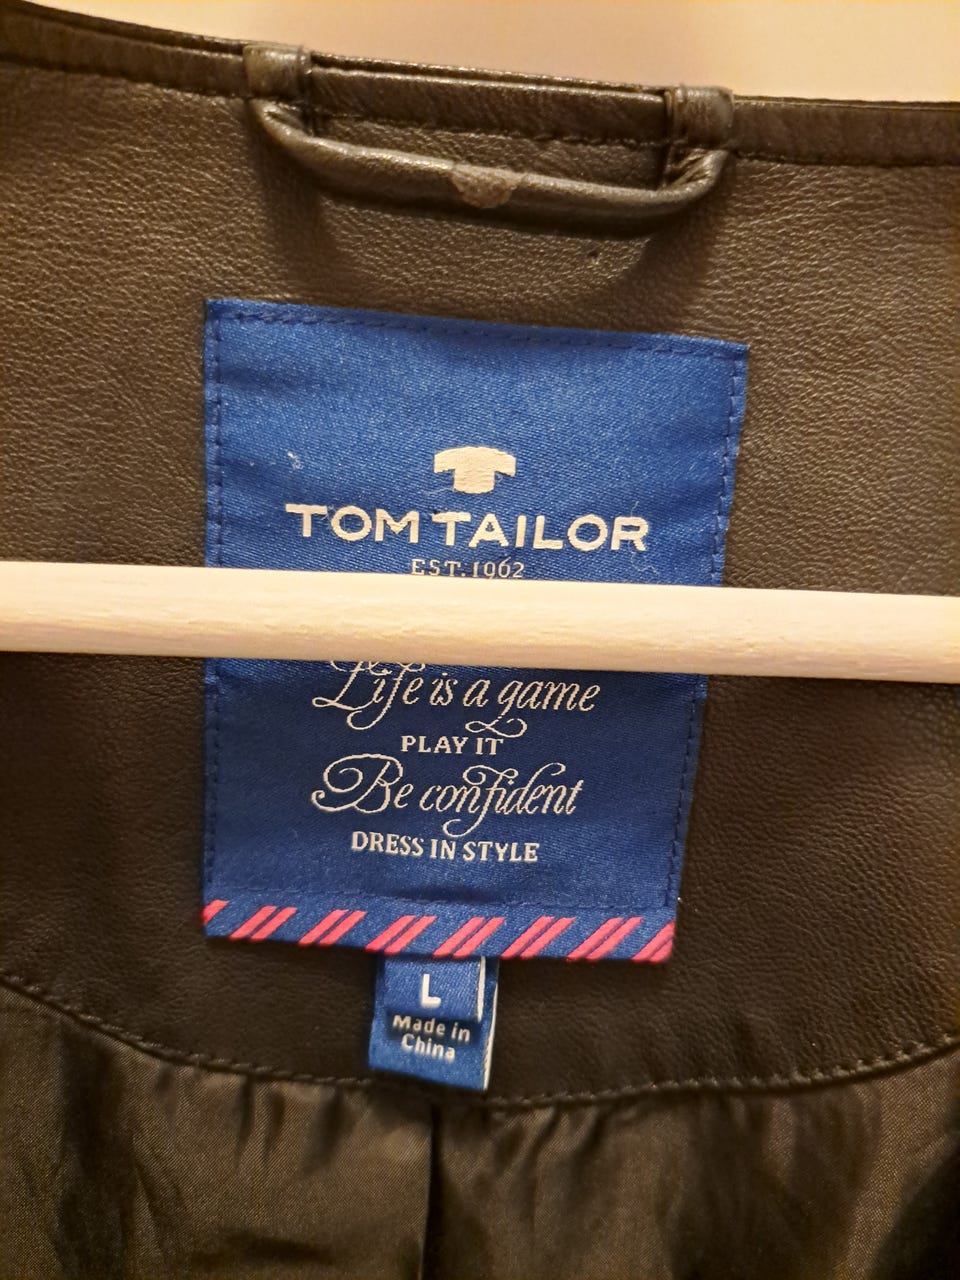 TOM TAILOR
EST.1962
Life is a game
PLAY IT
Be confident
DRESS IN STYLE
L
Made in
China